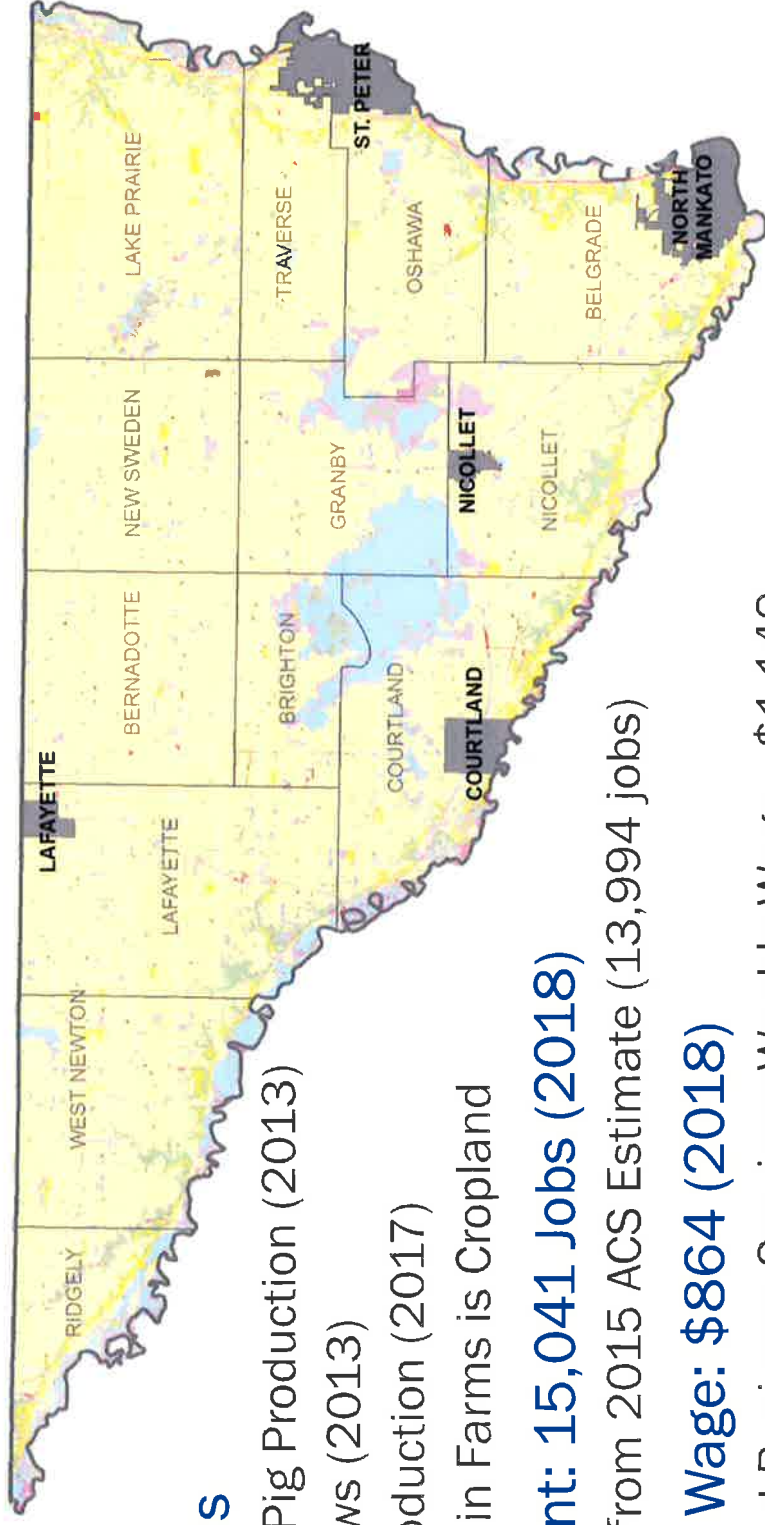 LAFAYETTE
ST. PETER
NORTH
MANKATO
NICOLLET
COURTLAND
RIDGELY
WEST NEWTON
LAFAYETTE
BERNADOTTE
NEW SWEDEN
LAKE PRAIRIE
BRIGHTON
GRANBY
TRAVERSE
COURTLAND
OSHAWA
NICOLLET
BELGRADE
s
Pig Production (2013)
ws (2013)
oduction (2017)
in Farms is Cropland
nt: 15,041 Jobs (2018)
from 2015 ACS Estimate (13,994 jobs)
Wage: $864 (2018)